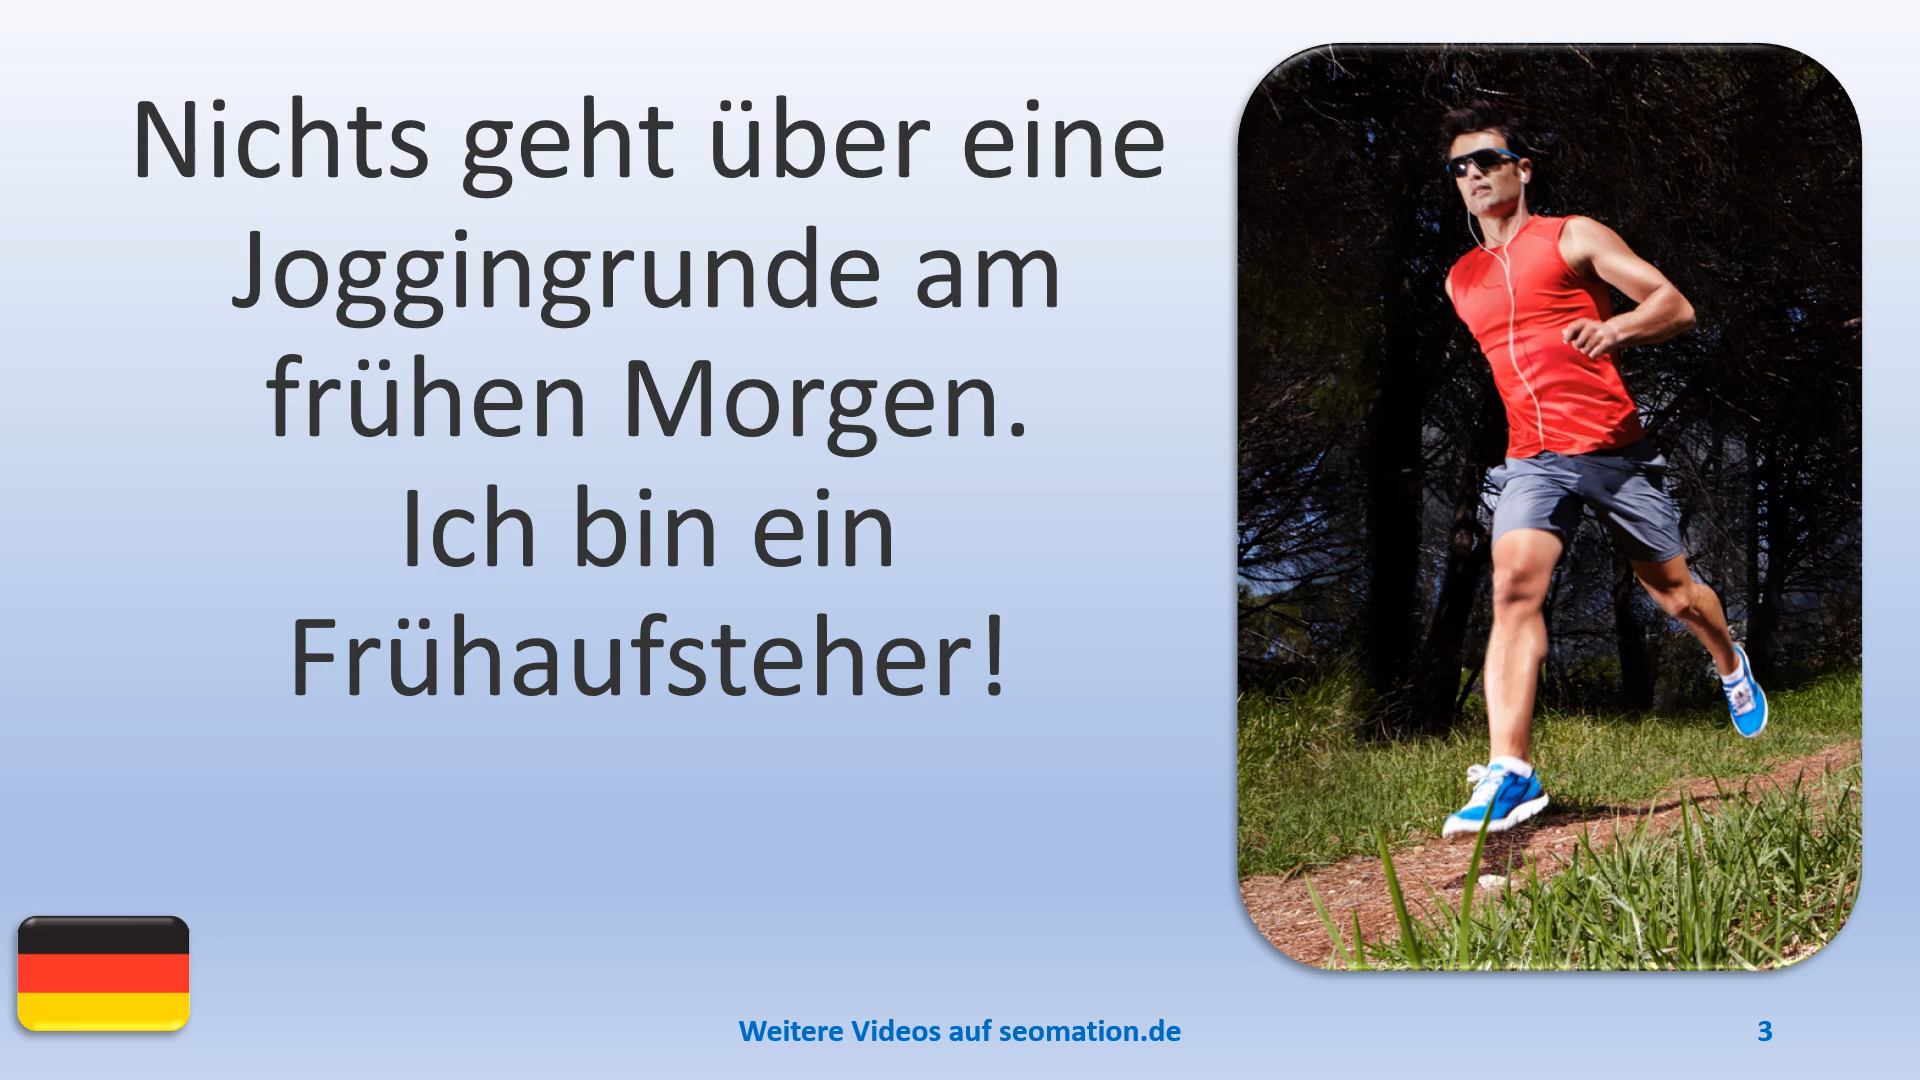 Nichts geht über eine
Joggingrunde am
frühen Morgen.
Ich bin ein
Frühaufsteher!
Weitere Videos auf seomation.de
3